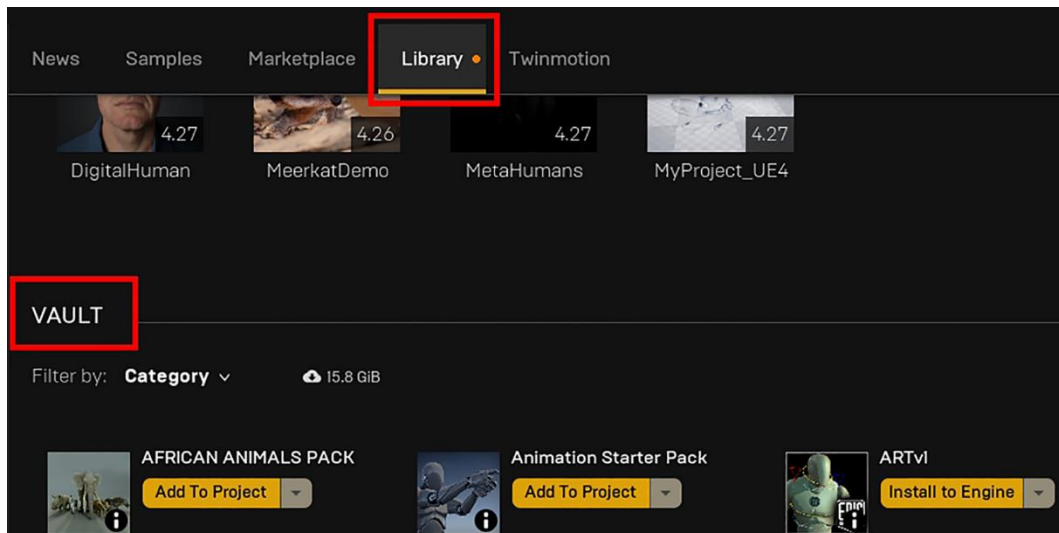 News Samples Marketplace Library Twinmotion
4.27 4.26 4.27 4.27
DigitalHuman MeerkatDemo MetaHumans MyProject_UE4
VAULT
Filter by: Category 15.8 GiB
AFRICAN ANIMALS PACK Animation Starter Pack ARTv1
Add To Project Add To Project Install to Engine
EPIC